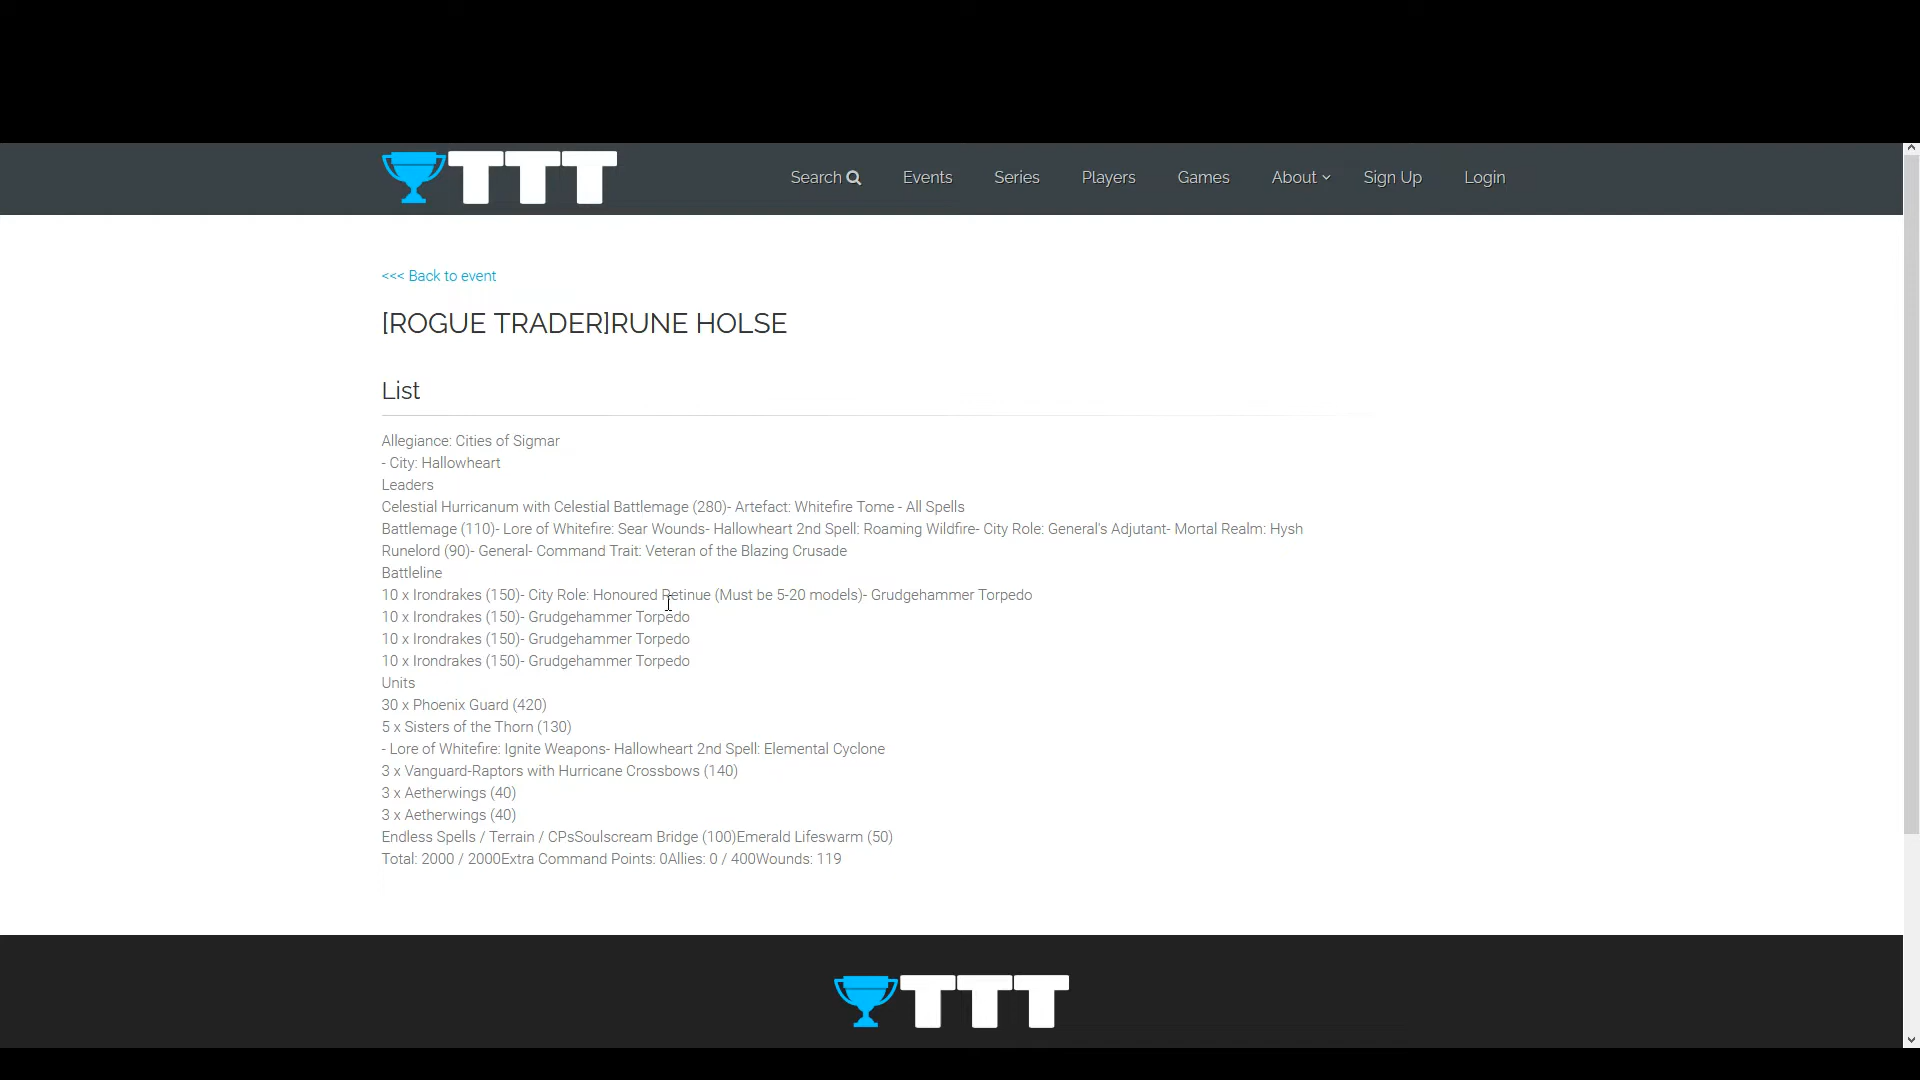 TTT
Search Events Series Players Games About Sign Up Login
<<< Back to event
[ROGUE TRADER]RUNE HOLSE
List
Allegiance: Cities of Sigmar
- City: Hallowheart
Leaders
Celestial Hurricanum with Celestial Battlemage (280)- Artefact: Whitefire Tome - All Spells
Battlemage (110)- Lore of Whitefire: Sear Wounds- Hallowheart 2nd Spell: Roaming Wildfire- City Role: General's Adjutant- Mortal Realm: Hysh
Runelord (90)- General- Command Trait: Veteran of the Blazing Crusade
Battleline
10 x Irondrakes (150)- City Role: Honoured Retinue (Must be 5-20 models)- Grudgehammer Torpedo
10 x Irondrakes (150)- Grudgehammer Torpedo
10 x Irondrakes (150)- Grudgehammer Torpedo
10 x Irondrakes (150)- Grudgehammer Torpedo
Units
30 x Phoenix Guard (420)
5 x Sisters of the Thorn (130)
- Lore of Whitefire: Ignite Weapons- Hallowheart 2nd Spell: Elemental Cyclone
3 x Vanguard-Raptors with Hurricane Crossbows (140)
3 x Aetherwings (40)
3 x Aetherwings (40)
Endless Spells / Terrain / CPsSoulscream Bridge (100)Emerald Lifeswarm (50)
Total: 2000 / 2000Extra Command Points: 0Allies: 0 / 400Wounds: 119
TTT